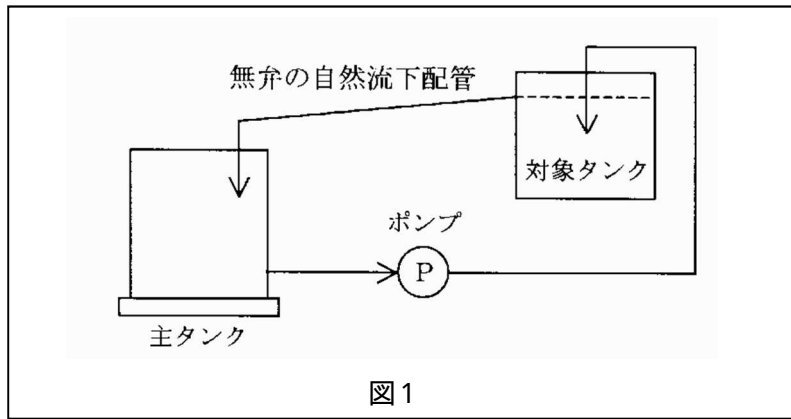 無弁の自然流下配管
対象タンク
ポンプ
P
主タンク
図1